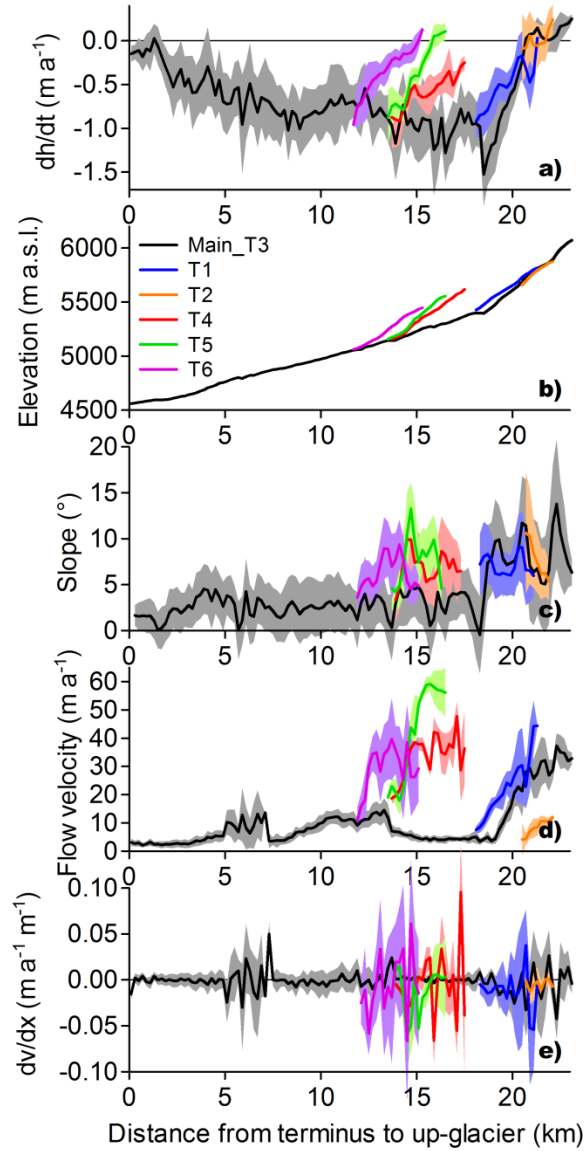 dh/dt (m a⁻¹)
0.0
-0.5
-1.0
-1.5
a)
0 5 10 15 20
Elevation (m a.s.l.)
6000
5500
5000
4500
Main_T3
T1
T2
T4
T5
T6
b)
0 5 10 15 20
Slope (°)
20
15
10
5
0
c)
0 5 10 15 20
Flow velocity (m a⁻¹)
60
50
40
30
20
10
0
d)
0 5 10 15 20
dv/dx (m a⁻¹ m⁻¹)
0.10
0.05
0.00
-0.05
-0.10
e)
0 5 10 15 20
Distance from terminus to up-glacier (km)